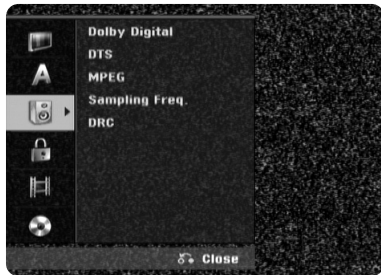 Dolby Digital
DTS
MPEG
Sampling Freq.
DRC
Close